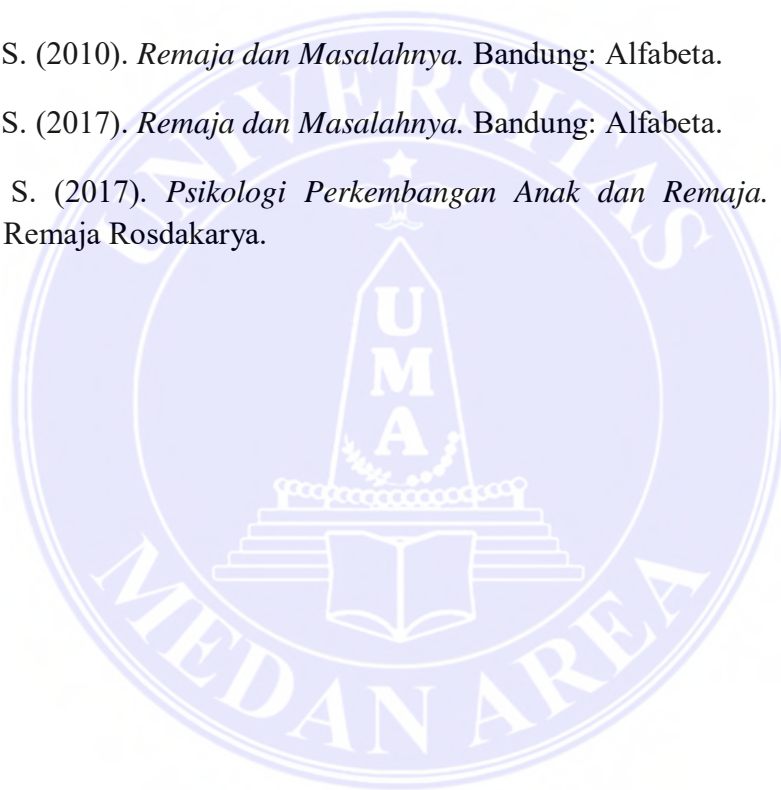 S. (2010). Remaja dan Masalahnya. Bandung: Alfabeta.
S. (2017). Remaja dan Masalahnya. Bandung: Alfabeta.
S. (2017). Psikologi Perkembangan Anak dan Remaja.
Remaja Rosdakarya.
UNIVERSITAS
U
M
A
MEDAN AREA